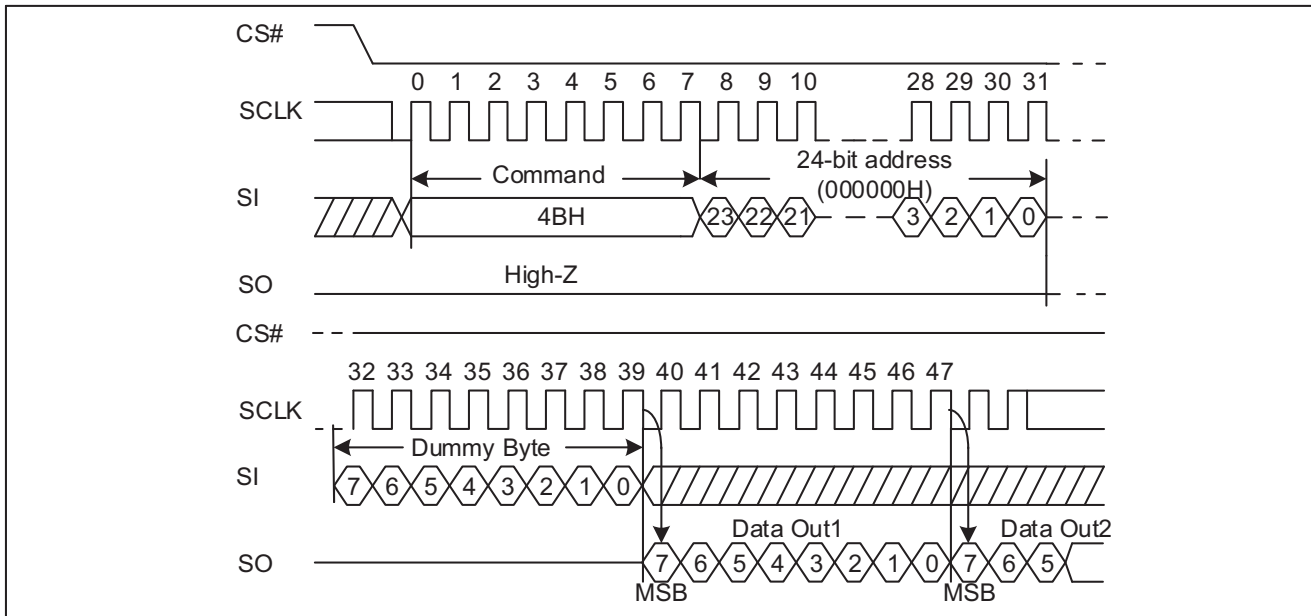 CS#
0 1 2 3 4 5 6 7 8 9 10 28 29 30 31
SCLK
Command
24-bit address
(000000H)
SI
4BH
23 22 21 3 2 1 0
High-Z
SO
CS#
32 33 34 35 36 37 38 39 40 41 42 43 44 45 46 47
SCLK
Dummy Byte
SI
7 6 5 4 3 2 1 0
Data Out1 Data Out2
SO
7 6 5 4 3 2 1 0 7 6 5
MSB MSB